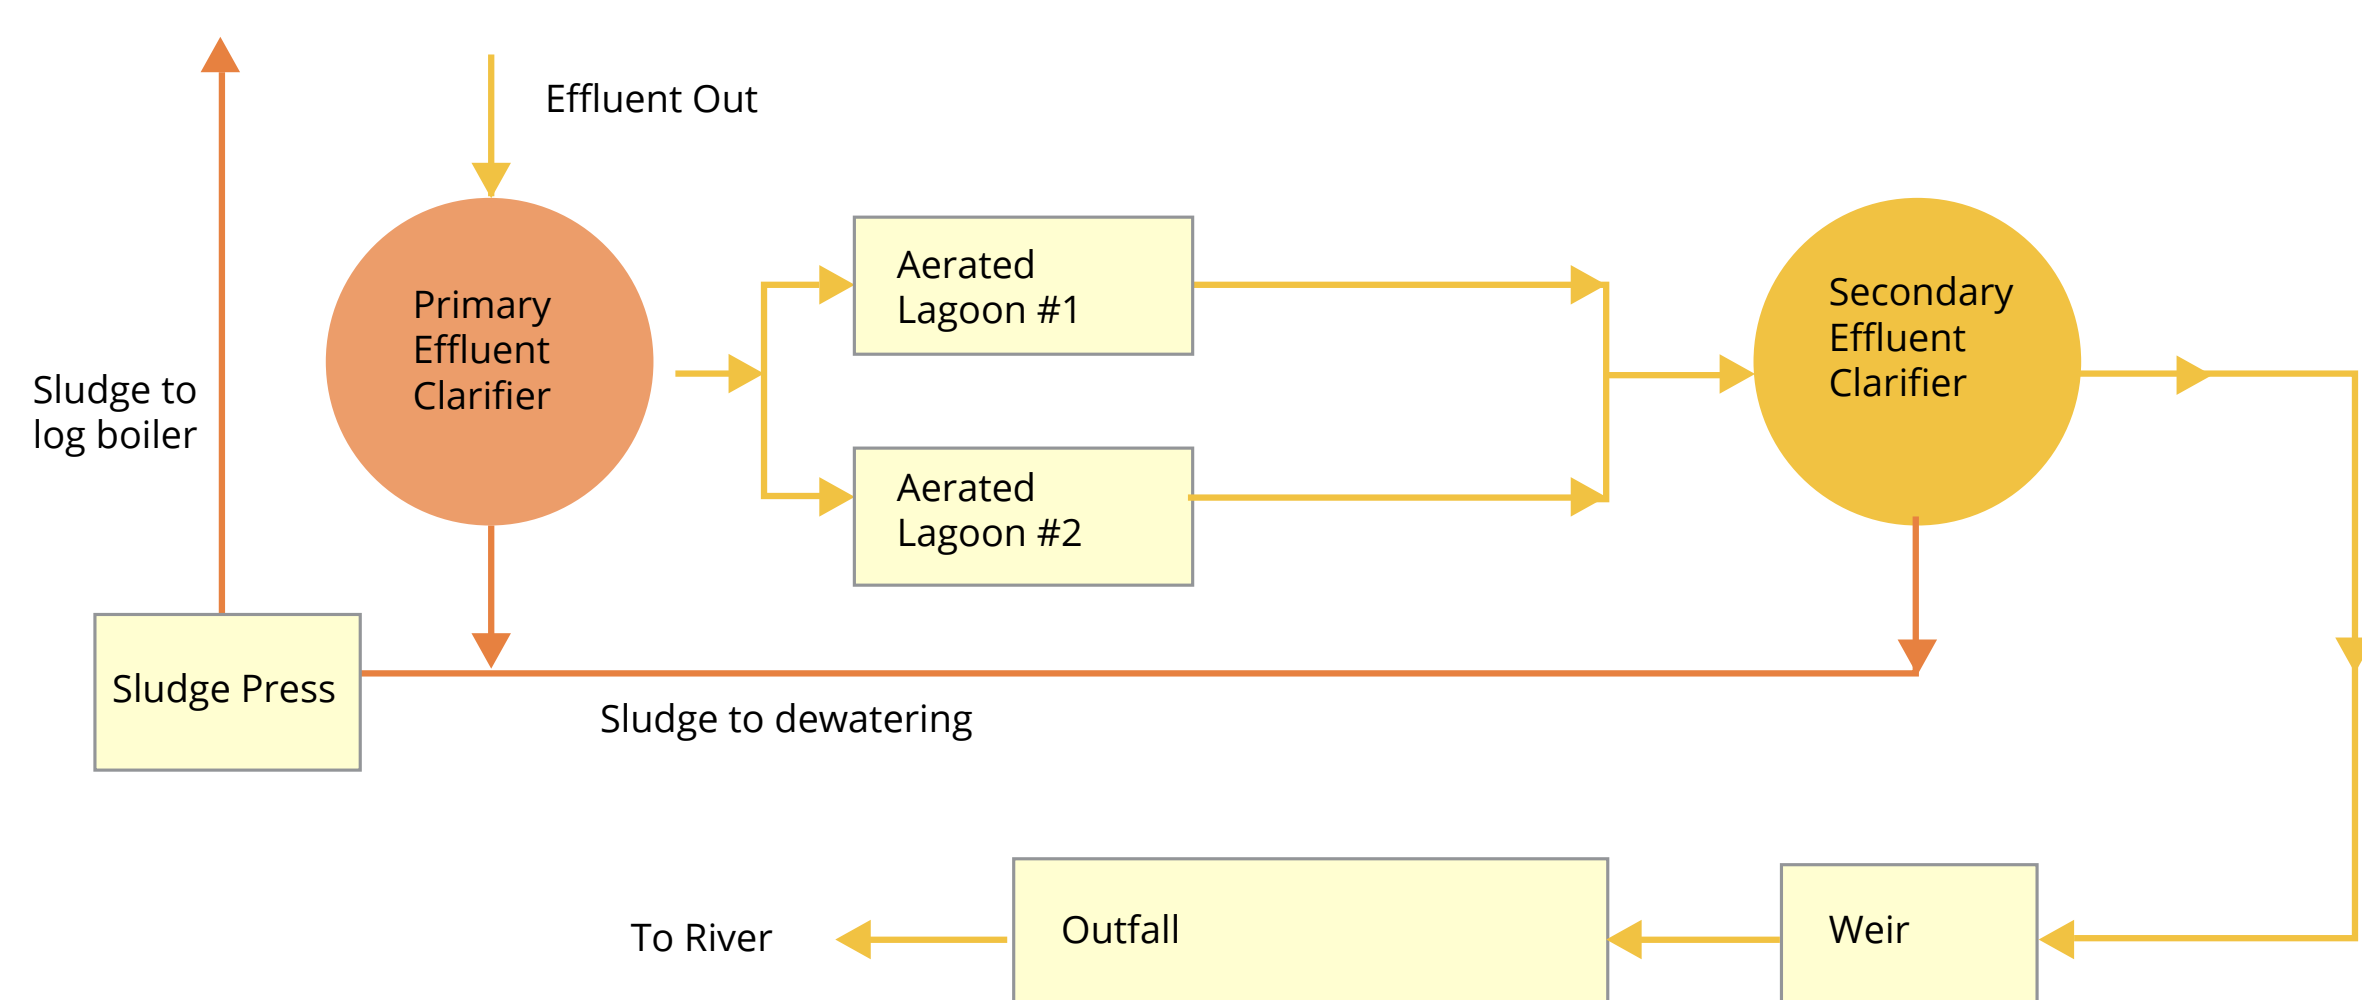 Effluent Out
Primary
Effluent
Clarifier
Aerated
Lagoon #1
Aerated
Lagoon #2
Secondary
Effluent
Clarifier
Sludge to
log boiler
Sludge Press
Sludge to dewatering
To River
Outfall
Weir